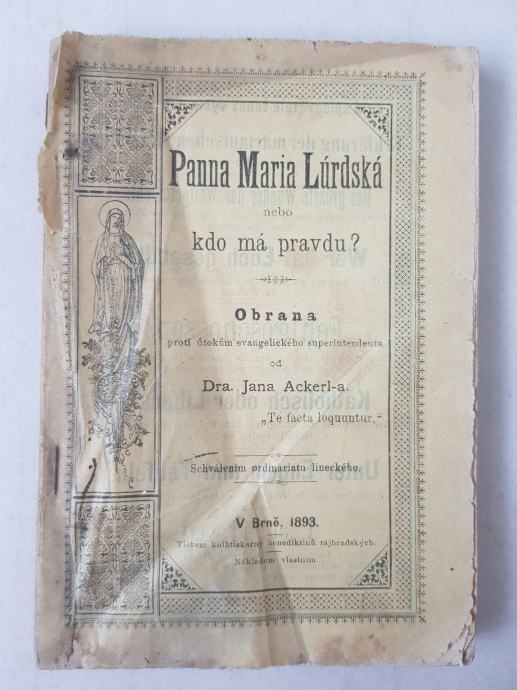 Panna Maria Lúrdská
nebo
kdo má pravdu?
Obrana
proti útokům evangelického superintendenta
od
Dra. Jana Ackerl-a.
„Te facta loquuntur.“
Schválením ordinariatu lineckého.
V Brně, 1893.
Tiskem knihtiskárny benediktinů rajhradských.
Nákladem vlastním.